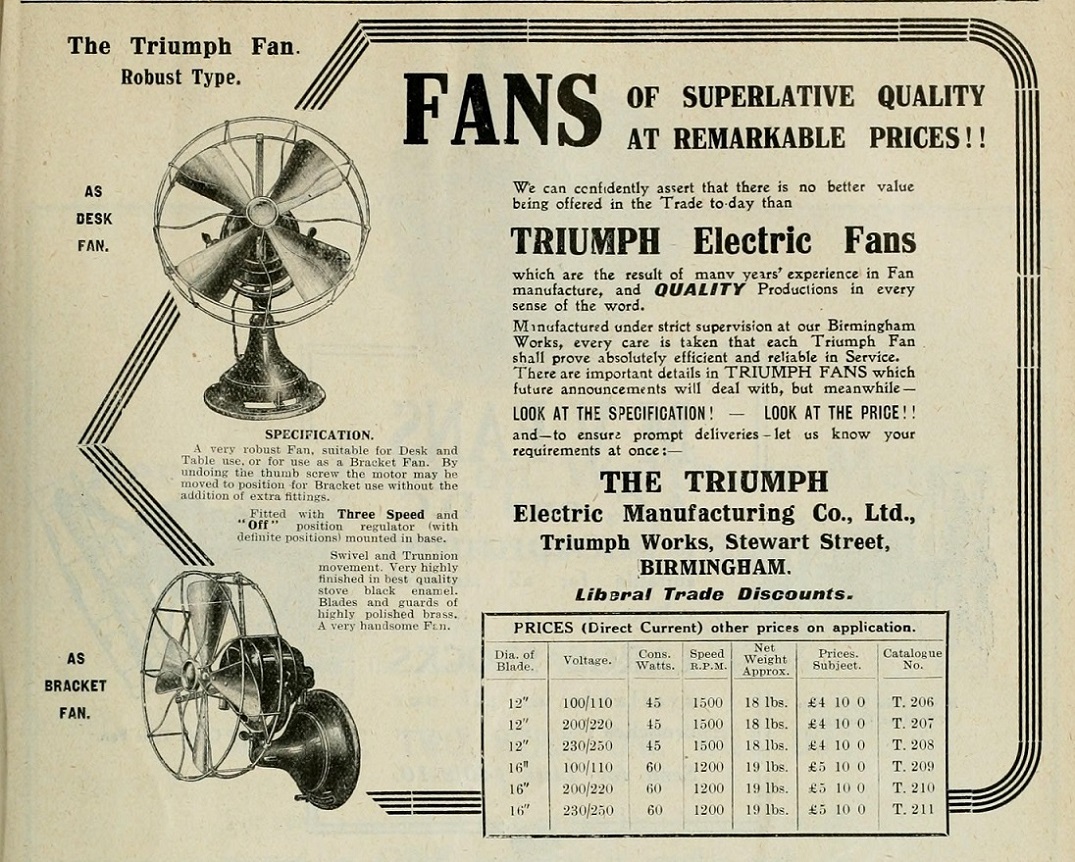 The Triumph Fan.
Robust Type.
AS
DESK
FAN.
FANS OF SUPERLATIVE QUALITY
AT REMARKABLE PRICES!!
We can confidently assert that there is no better value
being offered in the Trade to-day than
TRIUMPH Electric Fans
which are the result of many years' experience in Fan
manufacture, and QUALITY Productions in every
sense of the word.
Manufactured under strict supervision at our Birmingham
Works, every care is taken that each Triumph Fan
shall prove absolutely efficient and reliable in Service.
There are important details in TRIUMPH FANS which
future announcements will deal with, but meanwhile—
LOOK AT THE SPECIFICATION! — LOOK AT THE PRICE!!
and—to ensure prompt deliveries—let us know your
requirements at once:—
THE TRIUMPH
Electric Manufacturing Co., Ltd.,
Triumph Works, Stewart Street,
BIRMINGHAM.
Liberal Trade Discounts.
SPECIFICATION.
A very robust Fan, suitable for Desk and
Table use, or for use as a Bracket Fan. By
undoing the thumb screw the motor may be
moved to position for Bracket use without the
addition of extra fittings.
Fitted with Three Speed and
"Off" position regulator (with
definite positions) mounted in base.
Swivel and Trunnion
movement. Very highly
finished in best quality
stove black enamel.
Blades and guards of
highly polished brass.
A very handsome Fan.
AS
BRACKET
FAN.
PRICES (Direct Current) other prices on application.
Dia. of Blade. Voltage. Cons. Watts. Speed R.P.M. Net Weight Approx. Prices. Subject. Catalogue No.
12" 100/110 45 1500 18 lbs. £4 10 0 T. 206
12" 200/220 45 1500 18 lbs. £4 10 0 T. 207
12" 230/250 45 1500 18 lbs. £4 10 0 T. 208
16" 100/110 60 1200 19 lbs. £5 10 0 T. 209
16" 200/220 60 1200 19 lbs. £5 10 0 T. 210
16" 230/250 60 1200 19 lbs. £5 10 0 T. 211